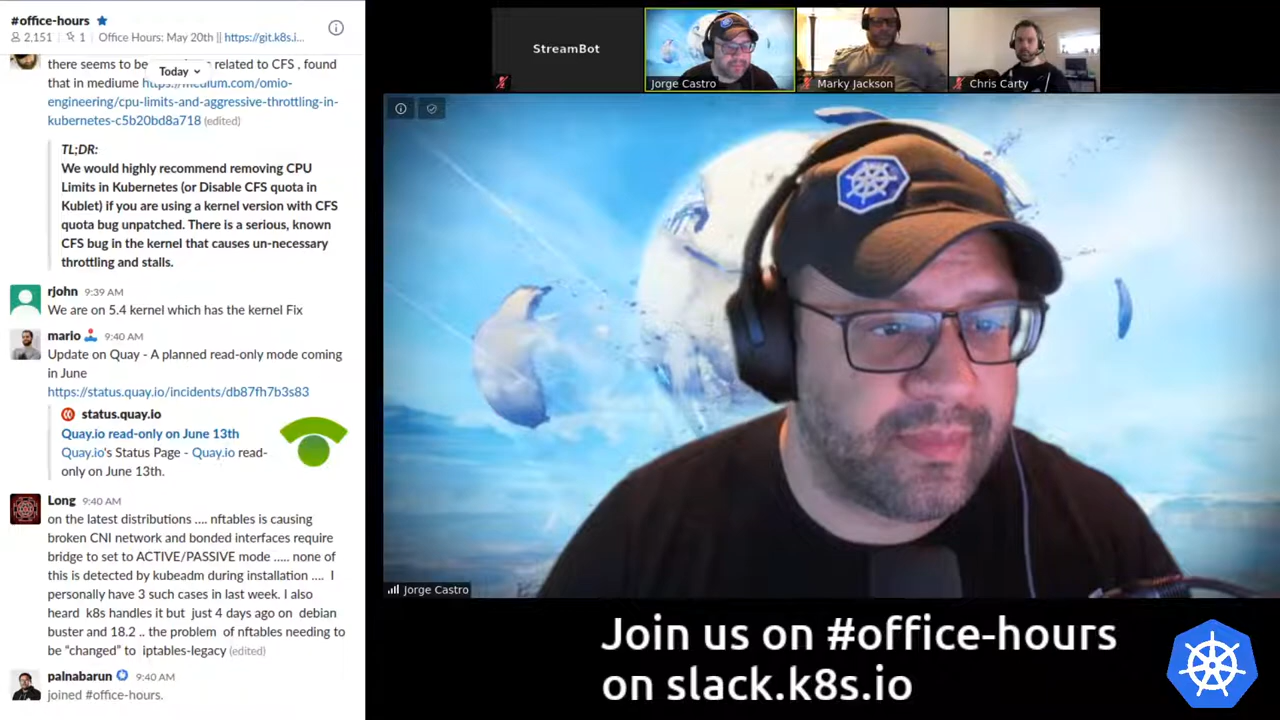 #office-hours
2,151
1
Office Hours: May 20th || https://git.k8s.i...
there seems to be
related to CFS , found
Today
that in mediume https://medium.com/omio-
engineering/cpu-limits-and-aggressive-throttling-in-
kubernetes-c5b20bd8a718 (edited)
TL;DR:
We would highly recommend removing CPU
Limits in Kubernetes (or Disable CFS quota in
Kublet) if you are using a kernel version with CFS
quota bug unpatched. There is a serious, known
CFS bug in the kernel that causes un-necessary
throttling and stalls.
rjohn 9:39 AM
We are on 5.4 kernel which has the kernel Fix
mario 9:40 AM
Update on Quay - A planned read-only mode coming
in June
https://status.quay.io/incidents/db87fh7b3s83
status.quay.io
Quay.io read-only on June 13th
Quay.io's Status Page - Quay.io read-
only on June 13th.
Long 9:40 AM
on the latest distributions .... nftables is causing
broken CNI network and bonded interfaces require
bridge to set to ACTIVE/PASSIVE mode ..... none of
this is detected by kubeadm during installation .... I
personally have 3 such cases in last week. I also
heard k8s handles it but just 4 days ago on debian
buster and 18.2 .. the problem of nftables needing to
be “changed” to iptables-legacy (edited)
palnabarun 9:40 AM
joined #office-hours.
StreamBot
Jorge Castro
Marky Jackson
Chris Carty
Jorge Castro
Join us on #office-hours
on slack.k8s.io